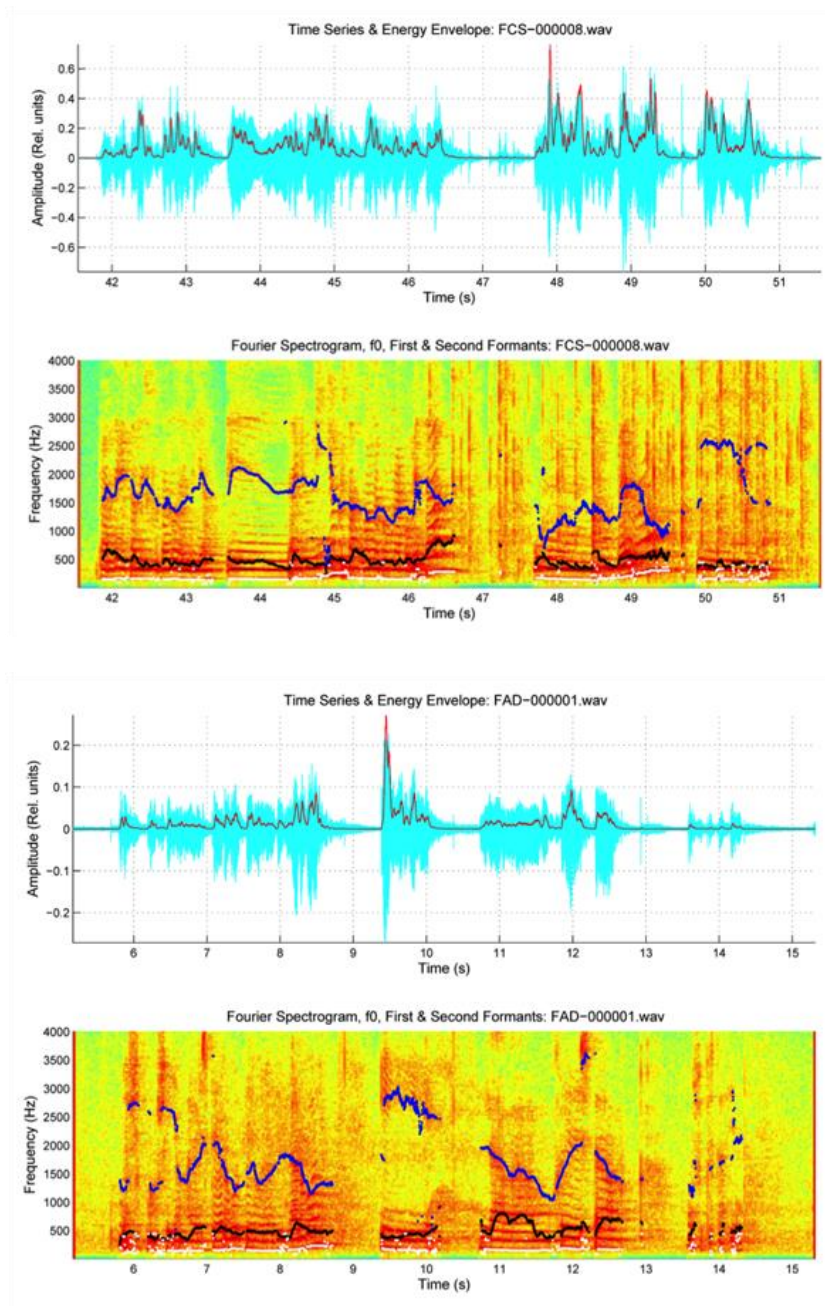 Time Series & Energy Envelope: FCS−000008.wav
Amplitude (Rel. units)
0.6
0.4
0.2
0
−0.2
−0.4
−0.6
42 43 44 45 46 47 48 49 50 51
Time (s)
Fourier Spectrogram, f0, First & Second Formants: FCS−000008.wav
Frequency (Hz)
4000
3500
3000
2500
2000
1500
1000
500
42 43 44 45 46 47 48 49 50 51
Time (s)
Time Series & Energy Envelope: FAD−000001.wav
Amplitude (Rel. units)
0.2
0.1
0
−0.1
−0.2
6 7 8 9 10 11 12 13 14 15
Time (s)
Fourier Spectrogram, f0, First & Second Formants: FAD−000001.wav
Frequency (Hz)
4000
3500
3000
2500
2000
1500
1000
500
6 7 8 9 10 11 12 13 14 15
Time (s)